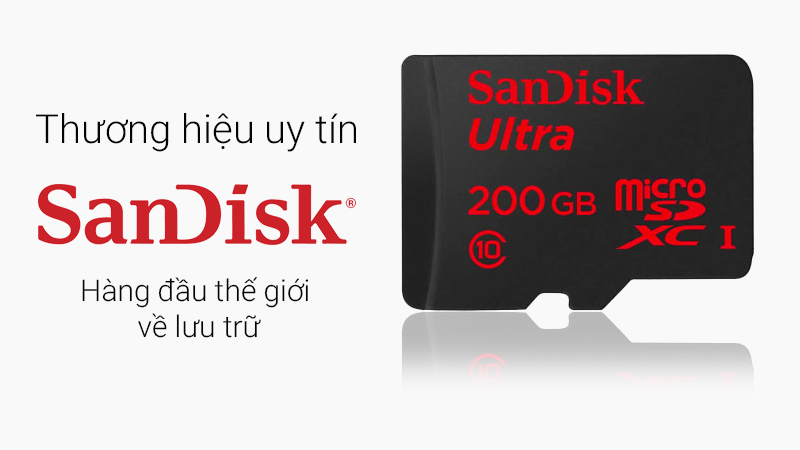 Thương hiệu uy tín
SanDisk®
Hàng đầu thế giới
về lưu trữ
SanDisk
Ultra
200 GB
micro
SD
XC I
10